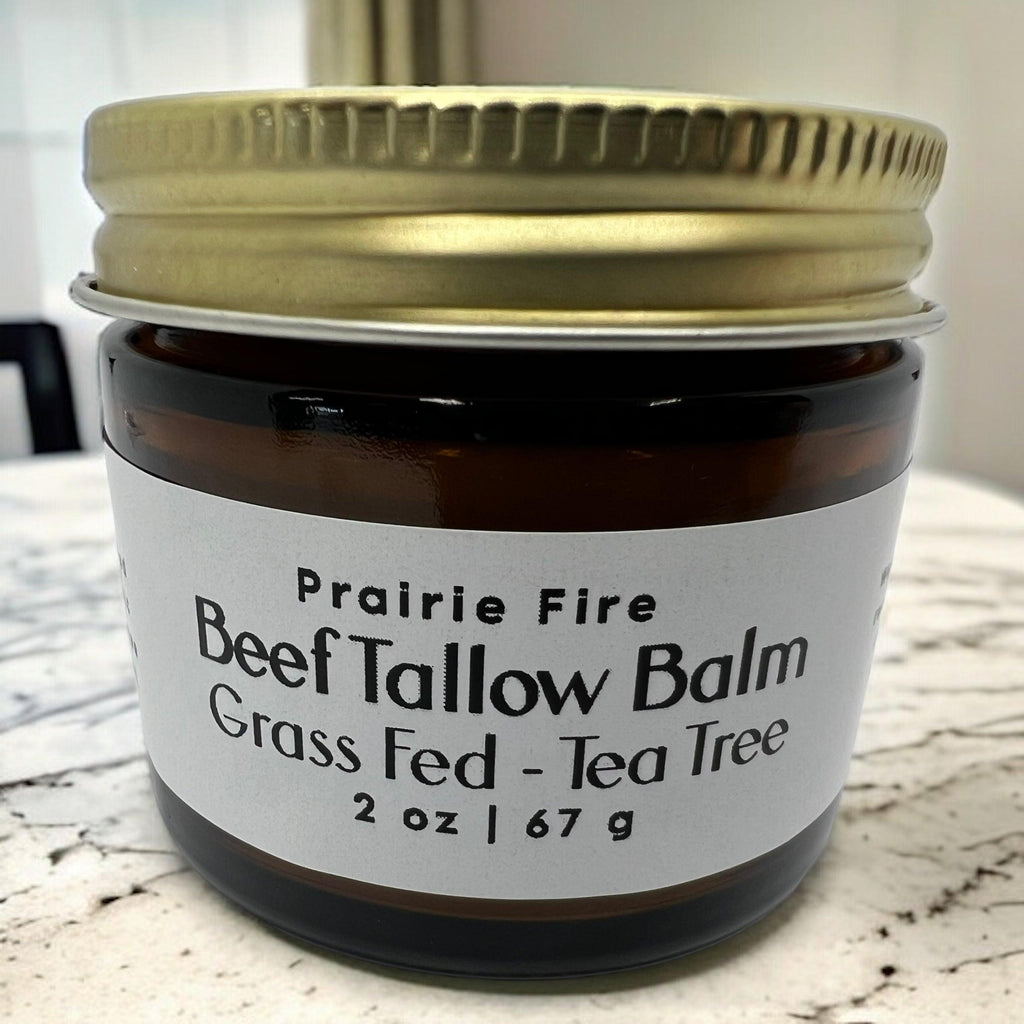 Prairie Fire
Beef Tallow Balm
Grass Fed - Tea Tree
2 oz | 67 g